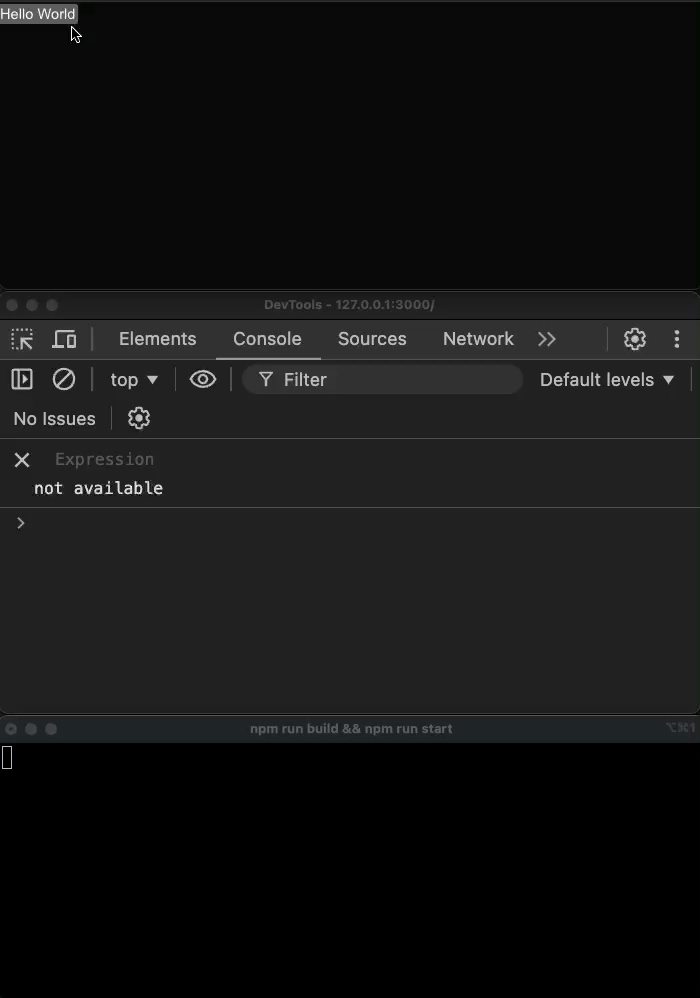 Hello World
DevTools - 127.0.0.1:3000/
Elements Console Sources Network
top ▼ Filter Default levels ▼
No Issues
Expression
not available
npm run build && npm run start ⌥⌘1